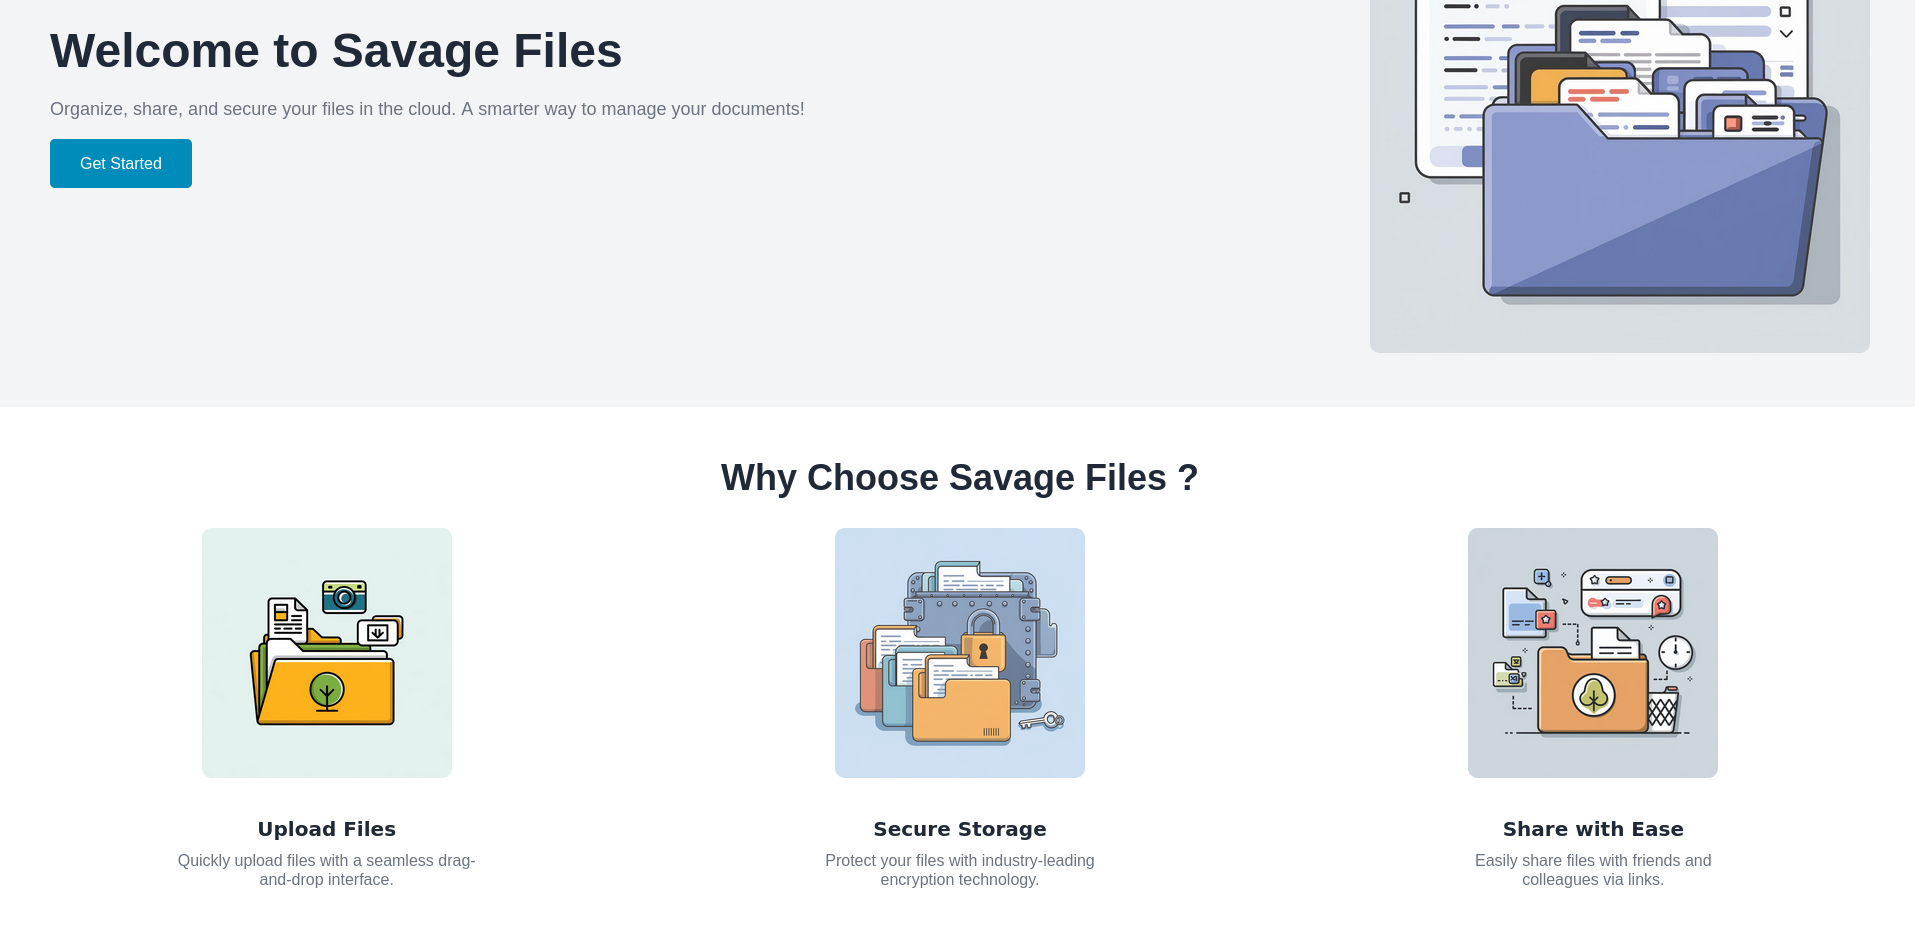 Welcome to Savage Files
Organize, share, and secure your files in the cloud. A smarter way to manage your documents!
Get Started
Why Choose Savage Files ?
Upload Files
Quickly upload files with a seamless drag-
and-drop interface.
Secure Storage
Protect your files with industry-leading
encryption technology.
Share with Ease
Easily share files with friends and
colleagues via links.